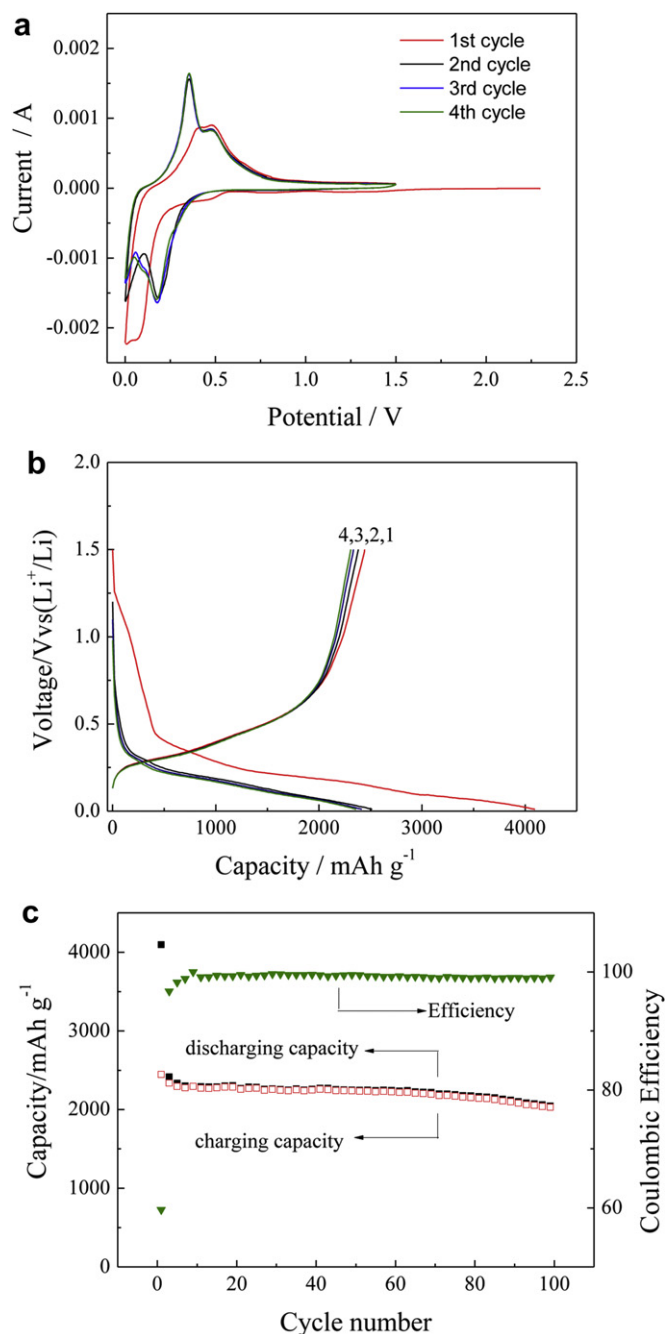 a
0.002
0.001
0.000
-0.001
-0.002
Current / A
1st cycle
2nd cycle
3rd cycle
4th cycle
0.0 0.5 1.0 1.5 2.0 2.5
Potential / V
b
2.0
1.5
1.0
0.5
0.0
Voltage/Vvs(Li⁺/Li)
4,3,2,1
0 1000 2000 3000 4000
Capacity / mAh g⁻¹
c
4000
3000
2000
1000
0
Capacity/mAh g⁻¹
Efficiency
discharging capacity
charging capacity
100
80
60
Coulombic Efficiency
0 20 40 60 80 100
Cycle number